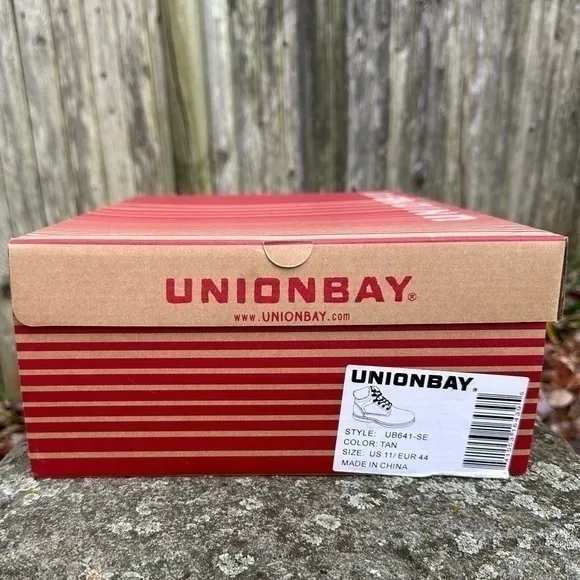 UNIONBAY®
www.UNIONBAY.com
UNIONBAY®
STYLE: UB641-SE
COLOR: TAN
SIZE: US 11/ EUR 44
MADE IN CHINA